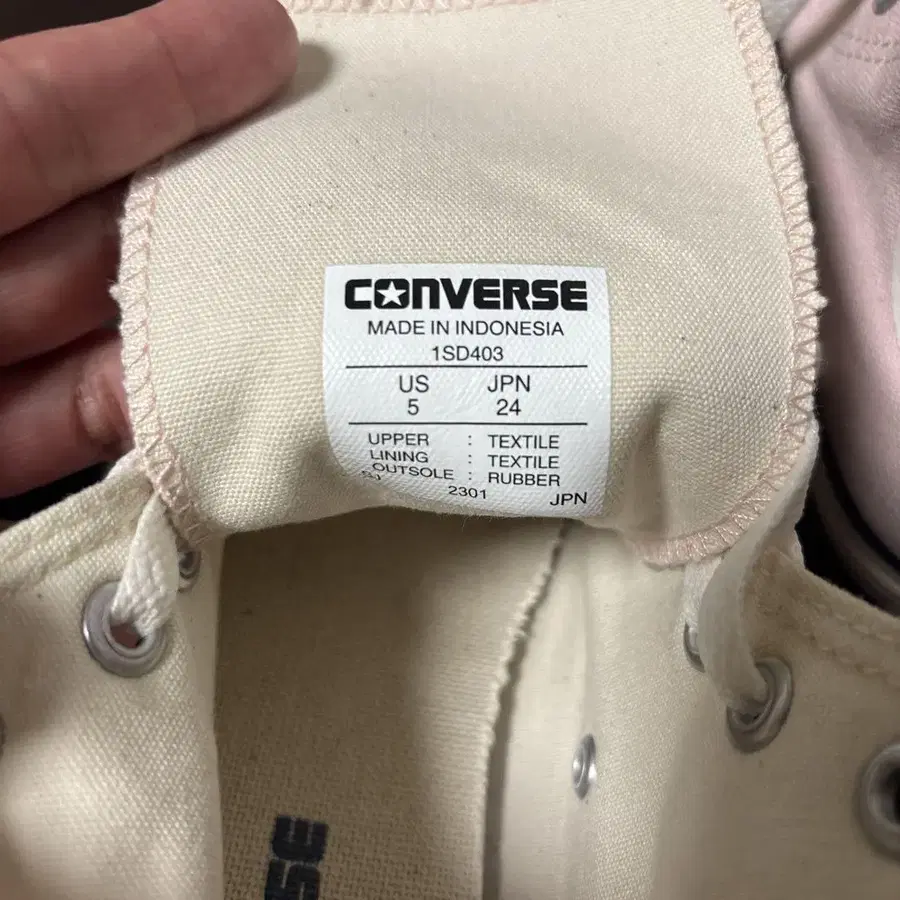 CONVERSE
MADE IN INDONESIA
1SD403
US JPN
5 24
UPPER : TEXTILE
LINING : TEXTILE
OUTSOLE : RUBBER
2301 JPN